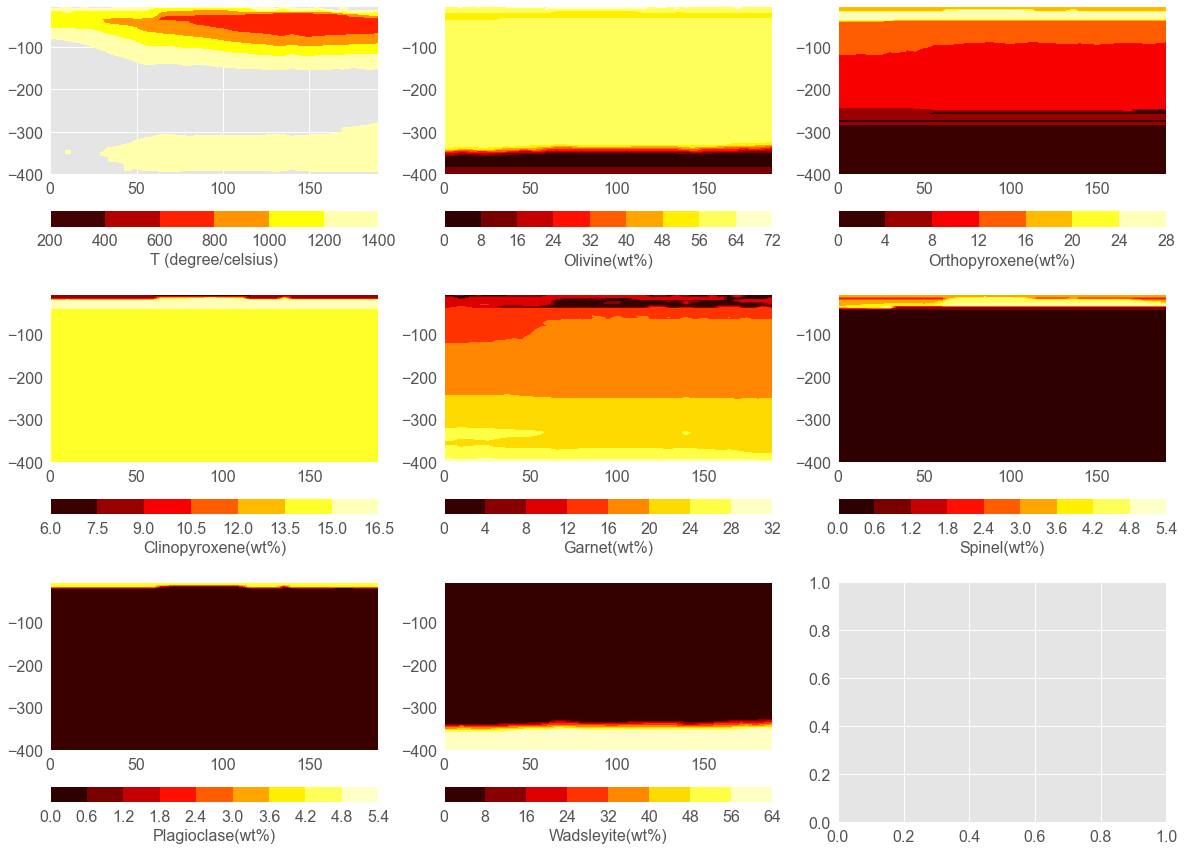 −100
−200
−300
−400
0 50 100 150
200 400 600 800 1000 1200 1400
T (degree/celsius)
−100
−200
−300
−400
0 50 100 150
0 8 16 24 32 40 48 56 64 72
Olivine(wt%)
−100
−200
−300
−400
0 50 100 150
0 4 8 12 16 20 24 28
Orthopyroxene(wt%)
−100
−200
−300
−400
0 50 100 150
6.0 7.5 9.0 10.5 12.0 13.5 15.0 16.5
Clinopyroxene(wt%)
−100
−200
−300
−400
0 50 100 150
0 4 8 12 16 20 24 28 32
Garnet(wt%)
−100
−200
−300
−400
0 50 100 150
0.0 0.6 1.2 1.8 2.4 3.0 3.6 4.2 4.8 5.4
Spinel(wt%)
−100
−200
−300
−400
0 50 100 150
0.0 0.6 1.2 1.8 2.4 3.0 3.6 4.2 4.8 5.4
Plagioclase(wt%)
−100
−200
−300
−400
0 50 100 150
0 8 16 24 32 40 48 56 64
Wadsleyite(wt%)
1.0
0.8
0.6
0.4
0.2
0.0
0.0 0.2 0.4 0.6 0.8 1.0